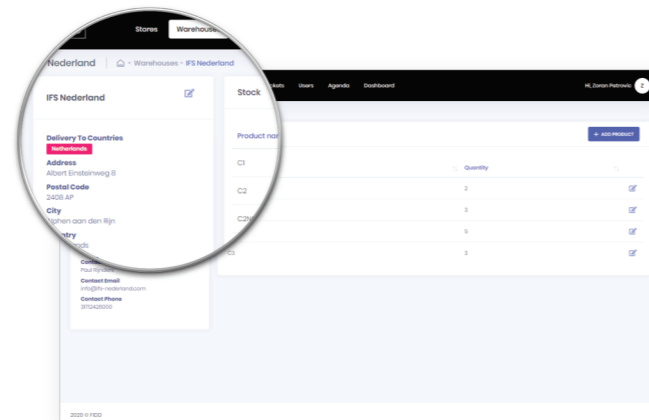 Stores Warehouses
Nederland
- Warehouses - IFS Nederland
Users Agenda Dashboard
Hi, Zoran Petrovic Z
IFS Nederland
Stock
Delivery To Countries
Netherlands
Address
Albert Einsteinweg 8
Postal Code
2408 AP
City
Alphen aan den Rijn
Product
+ ADD PRODUCT
Quantity
C1
2
C2
3
5
C3
3
Contact Email
info@ifs-nederland.com
Contact Phone
2020 © FIDD